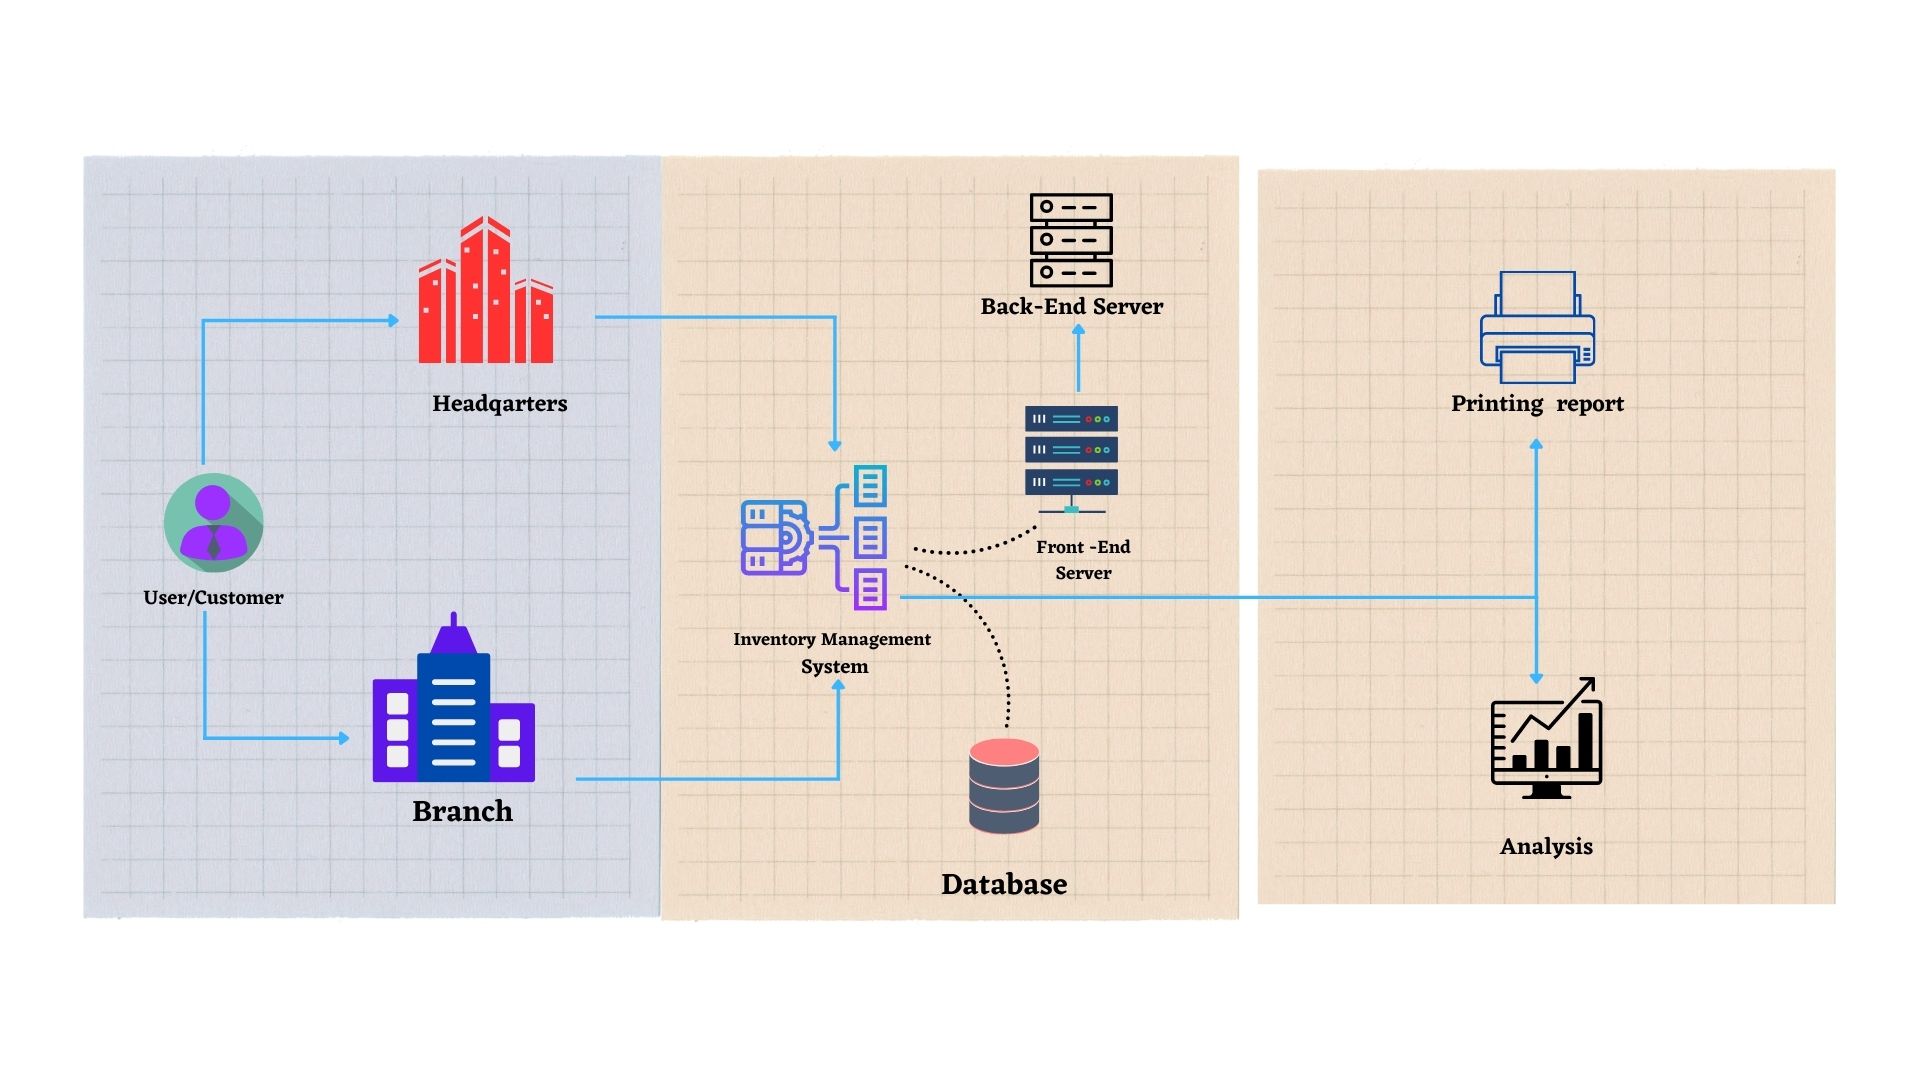 Headqarters
User/Customer
Branch
Back-End Server
Front -End
Server
Inventory Management
System
Database
Printing report
Analysis